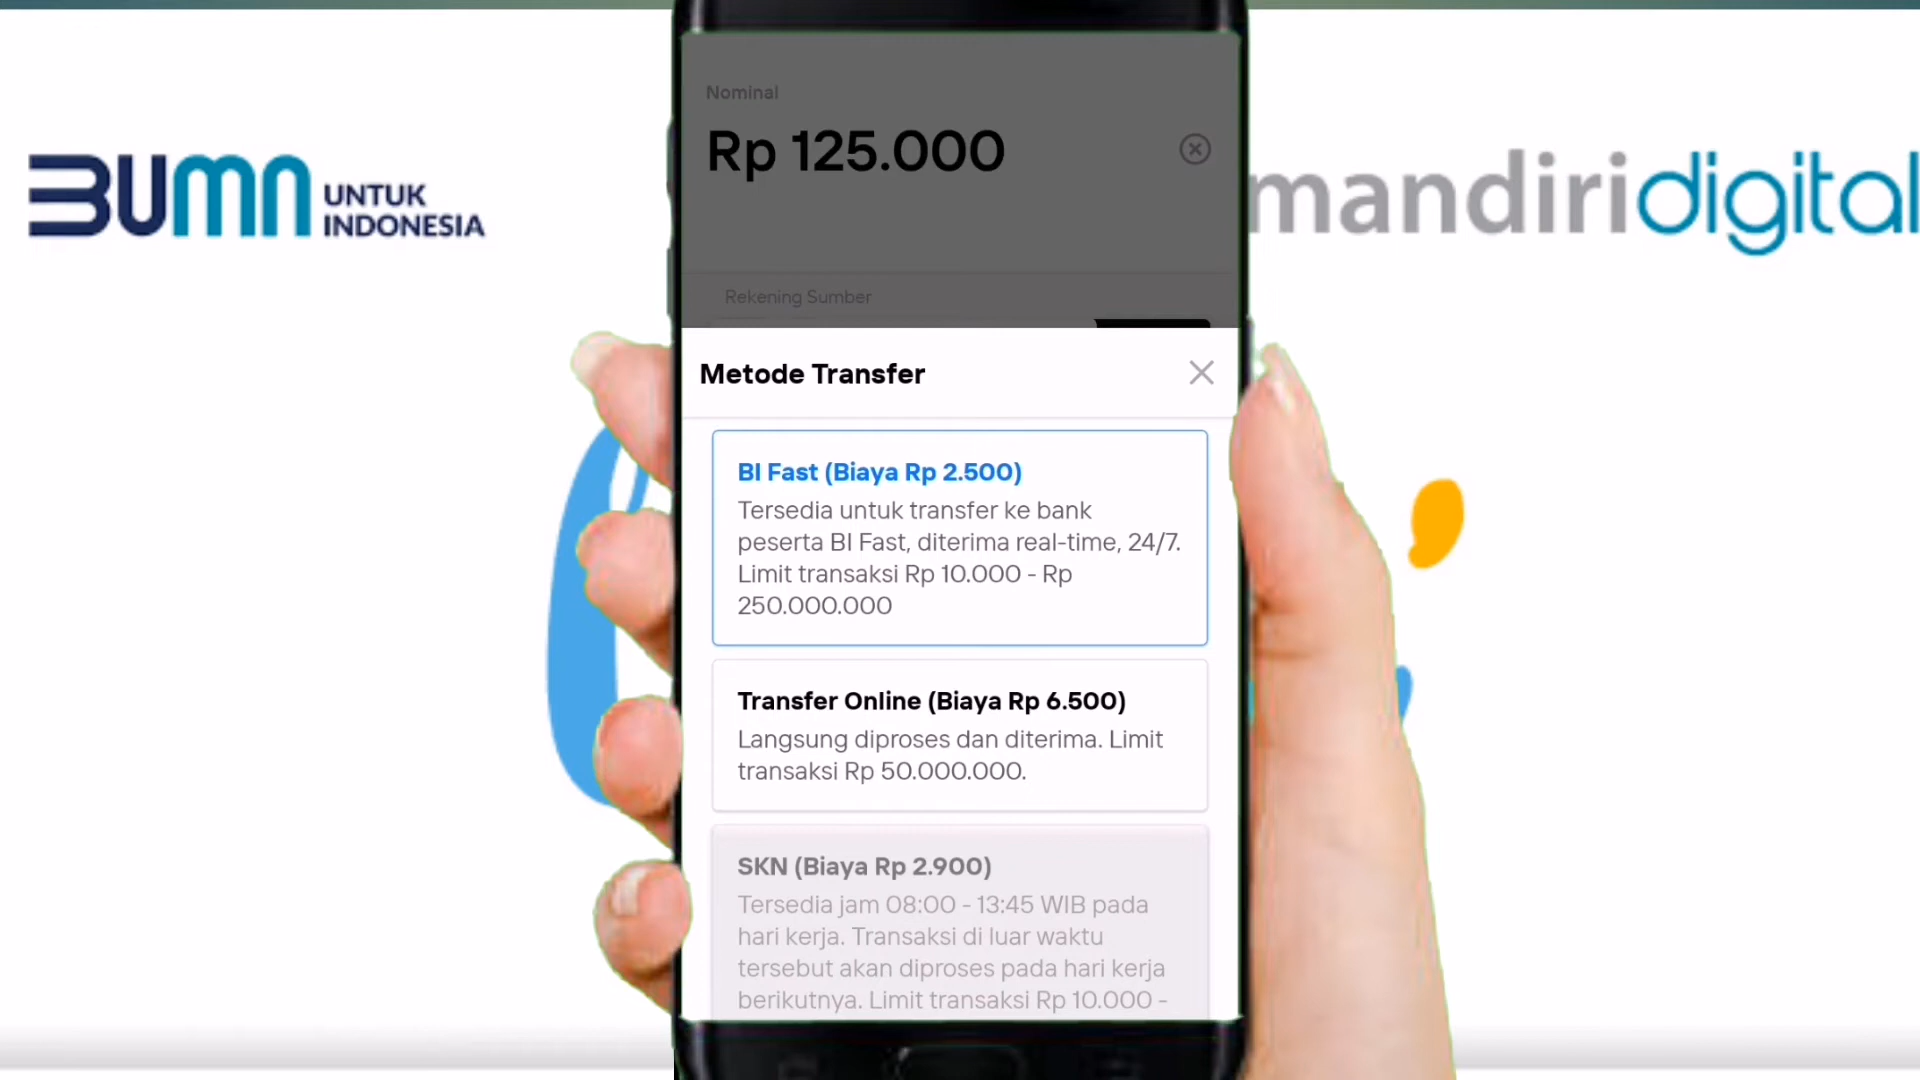 BUMN UNTUK
INDONESIA
mandiridigital
Nominal
Rp 125.000
Rekening Sumber
Metode Transfer
BI Fast (Biaya Rp 2.500)
Tersedia untuk transfer ke bank
peserta BI Fast, diterima real-time, 24/7.
Limit transaksi Rp 10.000 - Rp
250.000.000
Transfer Online (Biaya Rp 6.500)
Langsung diproses dan diterima. Limit
transaksi Rp 50.000.000.
SKN (Biaya Rp 2.900)
Tersedia jam 08:00 - 13:45 WIB pada
hari kerja. Transaksi di luar waktu
tersebut akan diproses pada hari kerja
berikutnya. Limit transaksi Rp 10.000 -